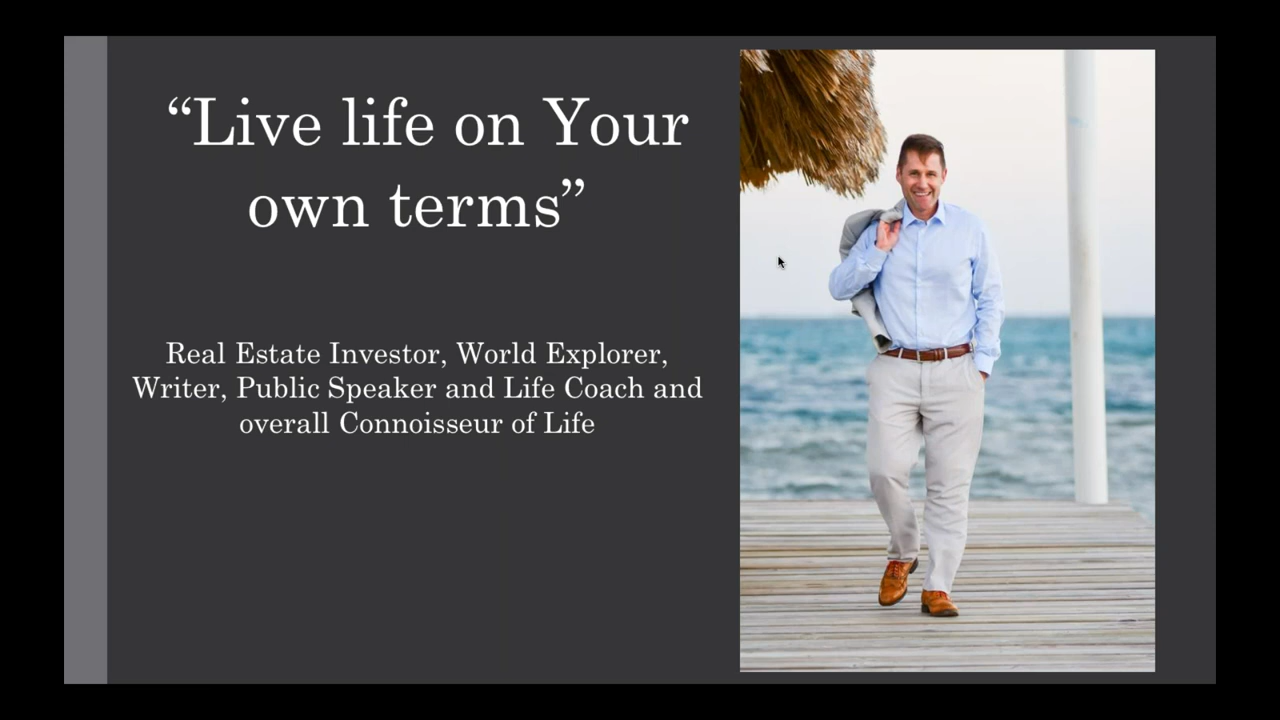 “Live life on Your
own terms”
Real Estate Investor, World Explorer,
Writer, Public Speaker and Life Coach and
overall Connoisseur of Life